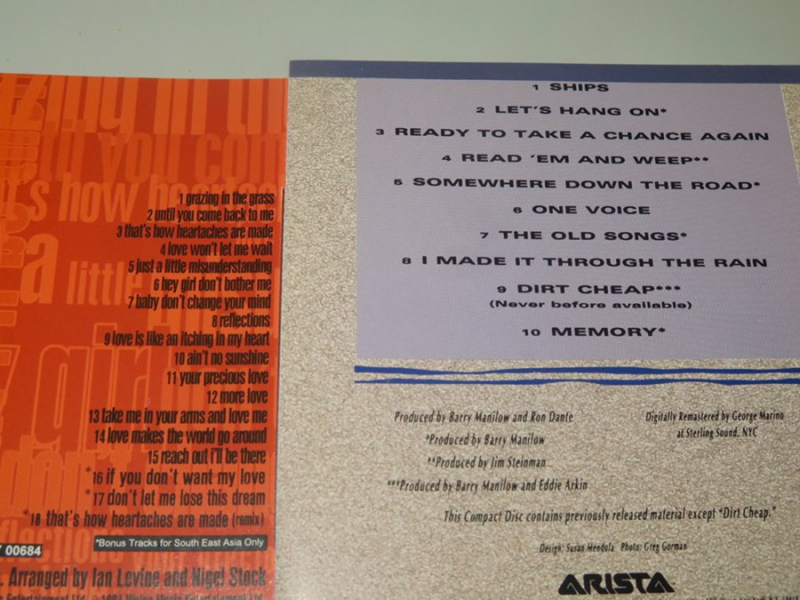 1 grazing in the grass
2 until you come back to me
3 that's how heartaches are made
4 love won't let me wait
5 just a little misunderstanding
6 hey girl don't bother me
7 baby don't change your mind
8 reflections
9 love is like an itching in my heart
10 ain't no sunshine
11 your precious love
12 more love
13 take me in your arms and love me
14 love makes the world go around
15 reach out i'll be there
*16 if you don't want my love
*17 don't let me lose this dream
*18 that's how heartaches are made (remix)
*Bonus Tracks for South East Asia Only
00684
. Arranged by Ian Levine and Nigel Stock
1 SHIPS
2 LET'S HANG ON*
3 READY TO TAKE A CHANCE AGAIN
4 READ 'EM AND WEEP**
5 SOMEWHERE DOWN THE ROAD*
6 ONE VOICE
7 THE OLD SONGS*
8 I MADE IT THROUGH THE RAIN
9 DIRT CHEAP***
(Never before available)
10 MEMORY*
Produced by Barry Manilow and Ron Dante
*Produced by Barry Manilow
**Produced by Jim Steinman
***Produced by Barry Manilow and Eddie Arkin
Digitally Remastered by George Marino
at Sterling Sound, NYC
This Compact Disc contains previously released material except "Dirt Cheap."
Design: Susan Mendola Photo: Greg Gorman
ARISTA